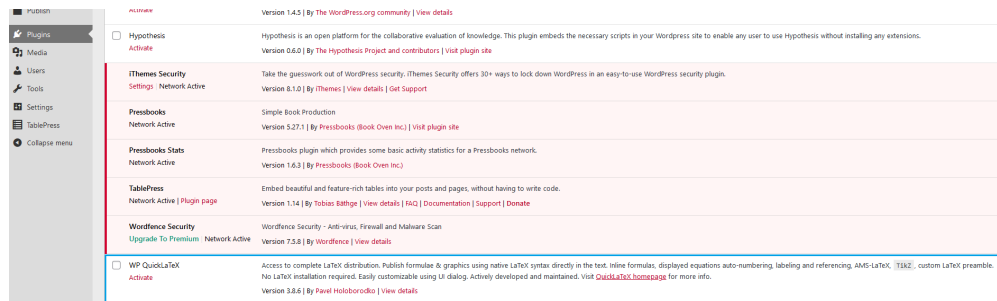 Publish
Plugins
Media
Users
Tools
Settings
TablePress
Collapse menu
Activate
Version 1.4.5 | By The WordPress.org community | View details
Hypothesis
Hypothesis is an open platform for the collaborative evaluation of knowledge. This plugin embeds the necessary scripts in your Wordpress site to enable any user to use Hypothesis without installing any extensions.
Activate
Version 0.6.0 | By The Hypothesis Project and contributors | Visit plugin site
iThemes Security
Take the guesswork out of WordPress security. iThemes Security offers 30+ ways to lock down WordPress in an easy-to-use WordPress security plugin.
Settings | Network Active
Version 8.1.0 | By iThemes | View details | Get Support
Pressbooks
Simple Book Production
Network Active
Version 5.27.1 | By Pressbooks (Book Oven Inc.) | Visit plugin site
Pressbooks Stats
Pressbooks plugin which provides some basic activity statistics for a Pressbooks network.
Network Active
Version 1.6.3 | By Pressbooks (Book Oven Inc.)
TablePress
Embed beautiful and feature-rich tables into your posts and pages, without having to write code.
Network Active | Plugin page
Version 1.14 | By Tobias Bäthge | View details | FAQ | Documentation | Support | Donate
Wordfence Security
Wordfence Security - Anti-virus, Firewall and Malware Scan
Upgrade To Premium | Network Active
Version 7.5.8 | By Wordfence | View details
WP QuickLaTeX
Access to complete LaTeX distribution. Publish formulae & graphics using native LaTeX syntax directly in the text. Inline formulas, displayed equations auto-numbering, labeling and referencing, AMS-LaTeX, TikZ, custom LaTeX preamble.
No LaTeX installation required. Easily customizable using UI dialog. Actively developed and maintained. Visit QuickLaTeX homepage for more info.
Activate
Version 3.8.6 | By Pavel Holoborodko | View details